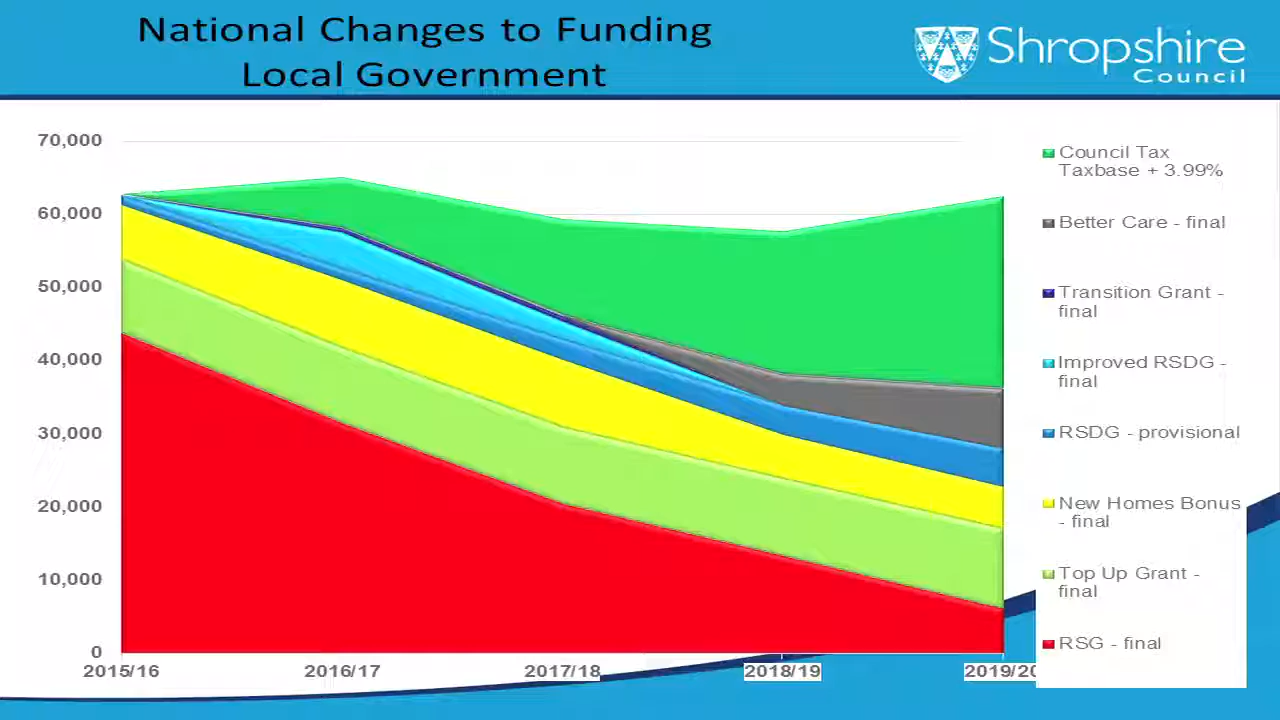 National Changes to Funding
Local Government
Shropshire
Council
70,000
60,000
50,000
40,000
30,000
20,000
10,000
0
2015/16
2016/17
2017/18
2018/19
2019/20
Council Tax
Taxbase + 3.99%
Better Care - final
Transition Grant -
final
Improved RSDG -
final
RSDG - provisional
New Homes Bonus
- final
Top Up Grant -
final
RSG - final